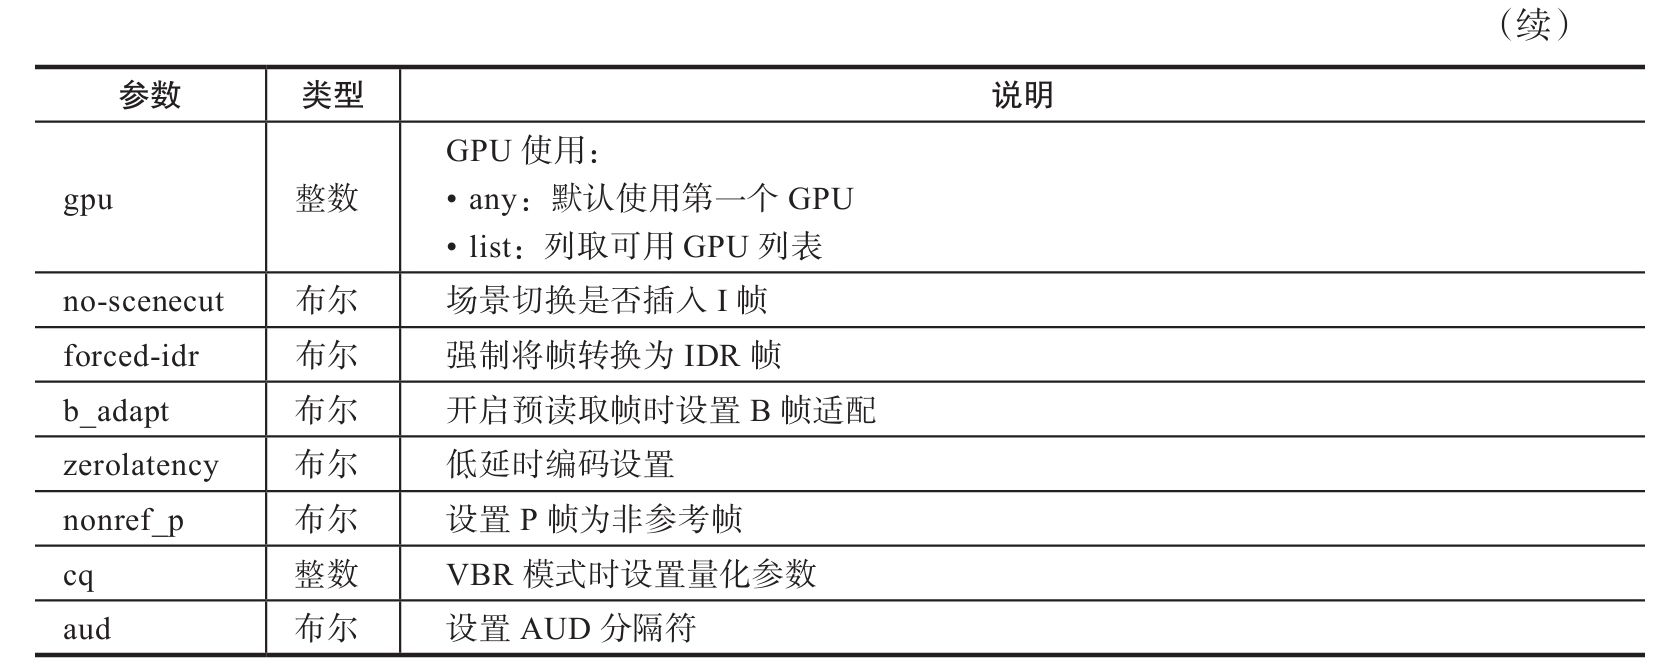 （续）
参数 类型 说明
GPU 使用：
gpu 整数 • any：默认使用第一个 GPU
• list：列取可用 GPU 列表
no-scenecut 布尔 场景切换是否插入 I 帧
forced-idr 布尔 强制将帧转换为 IDR 帧
b_adapt 布尔 开启预读取帧时设置 B 帧适配
zerolatency 布尔 低延时编码设置
nonref_p 布尔 设置 P 帧为非参考帧
cq 整数 VBR 模式时设置量化参数
aud 布尔 设置 AUD 分隔符